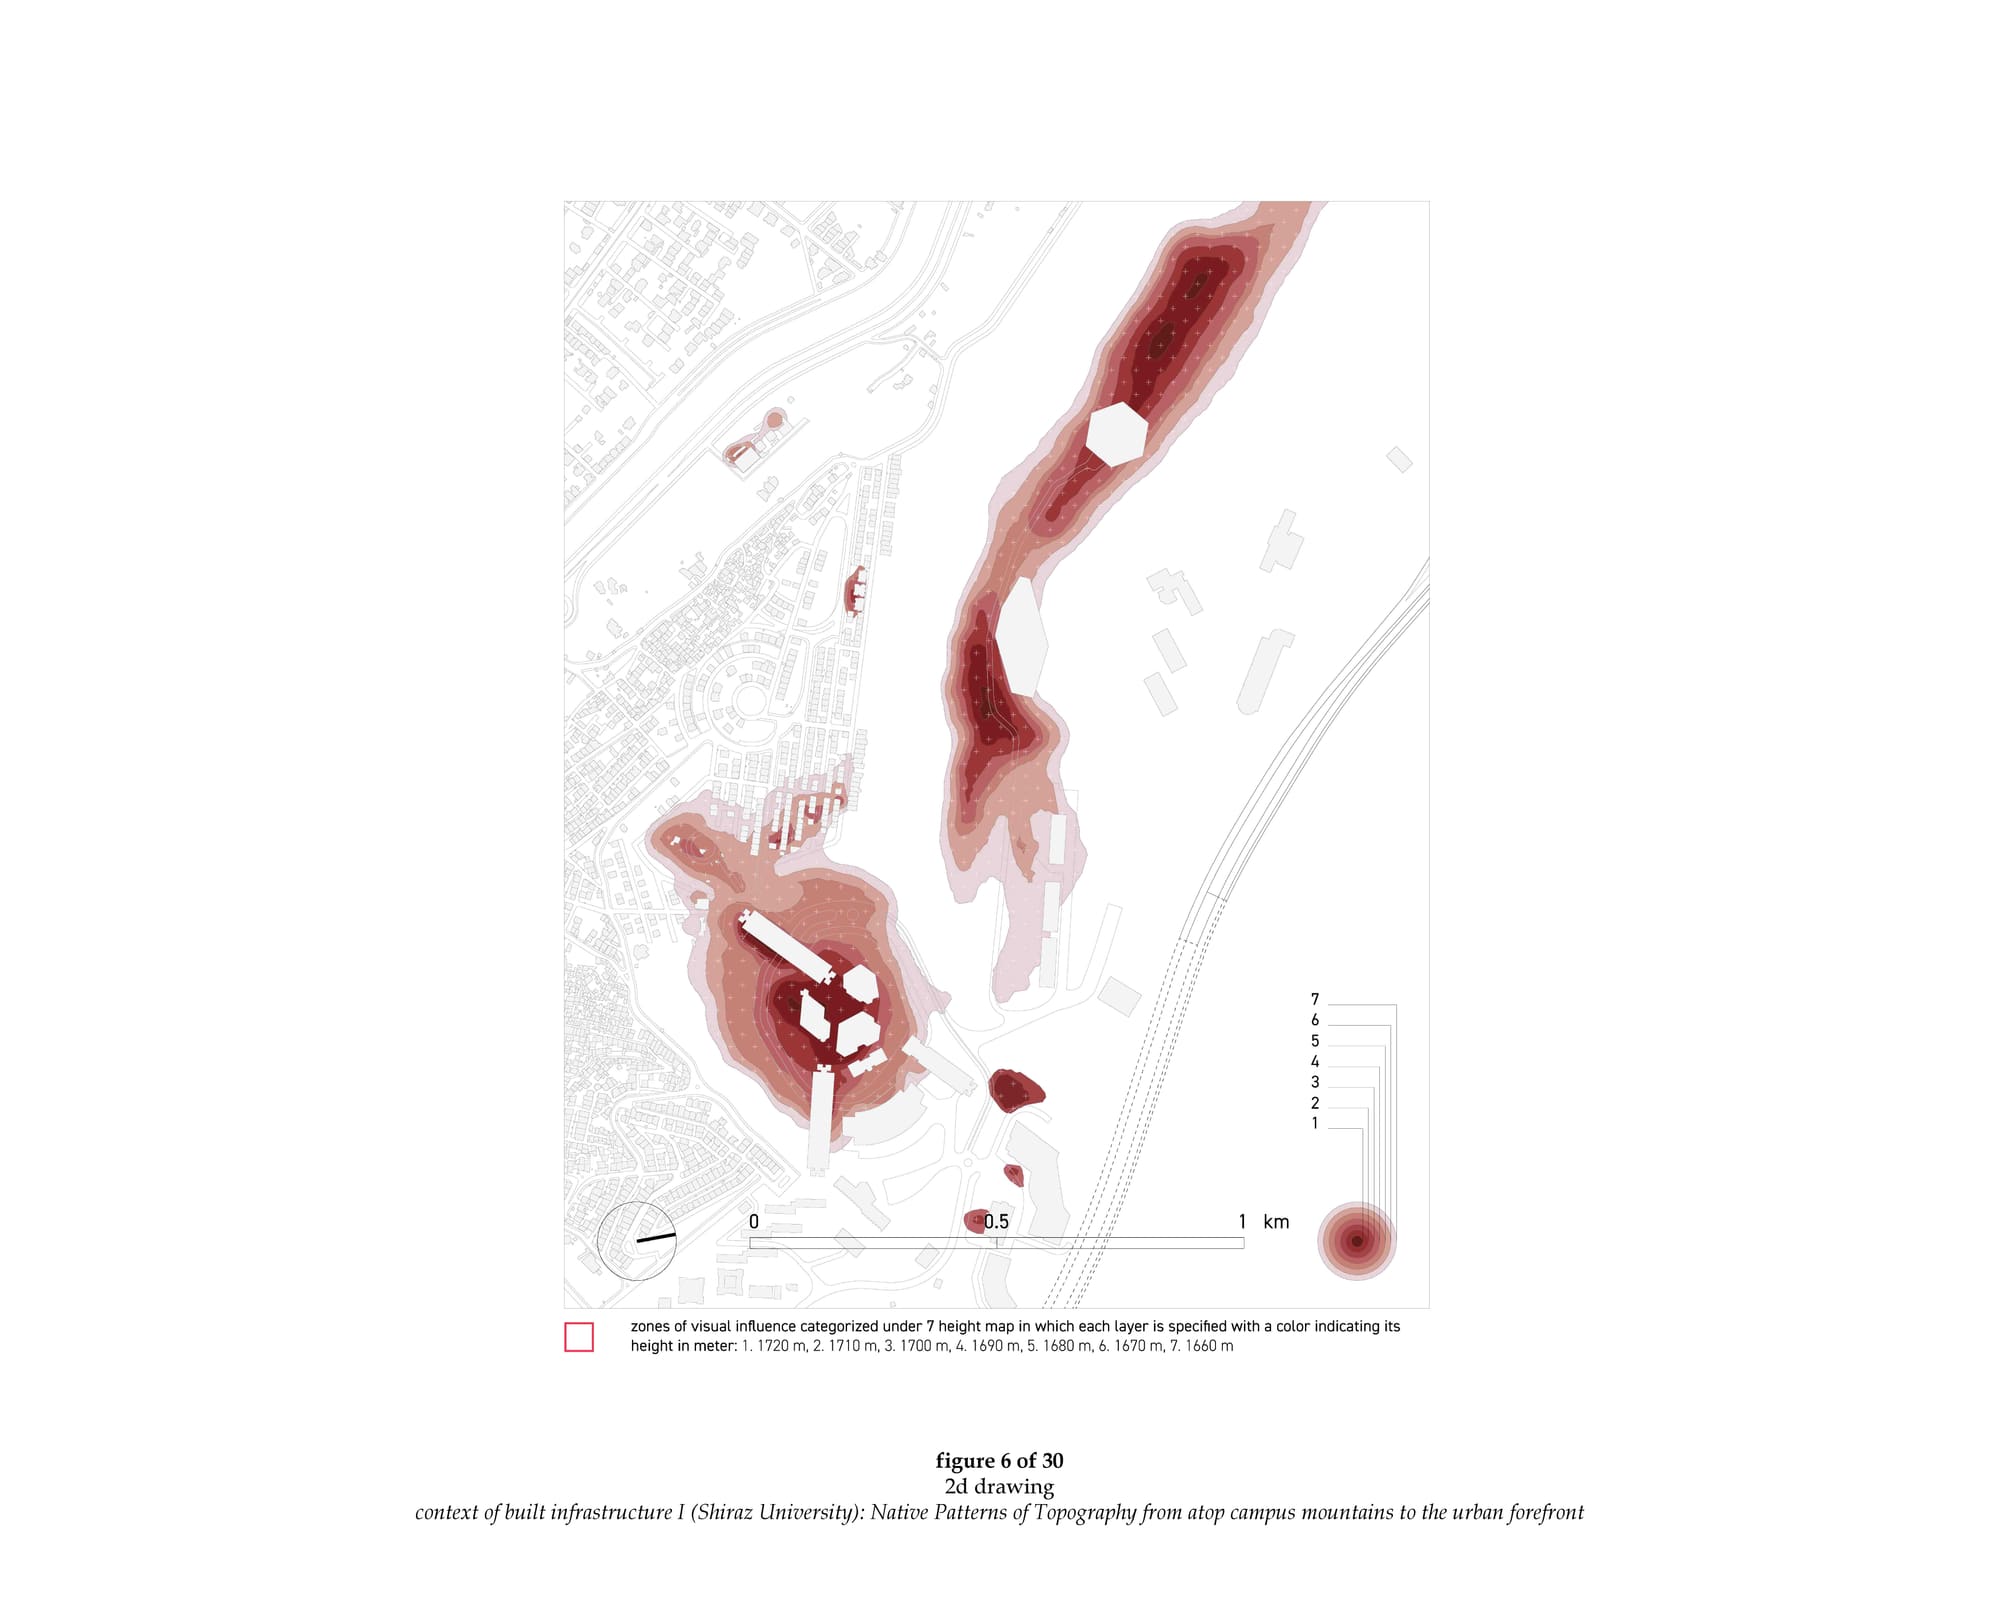 7
6
5
4
3
2
1
0 0.5 1 km
zones of visual influence categorized under 7 height map in which each layer is specified with a color indicating its
height in meter: 1. 1720 m, 2. 1710 m, 3. 1700 m, 4. 1690 m, 5. 1680 m, 6. 1670 m, 7. 1660 m
figure 6 of 30
2d drawing
context of built infrastructure I (Shiraz University): Native Patterns of Topography from atop campus mountains to the urban forefront